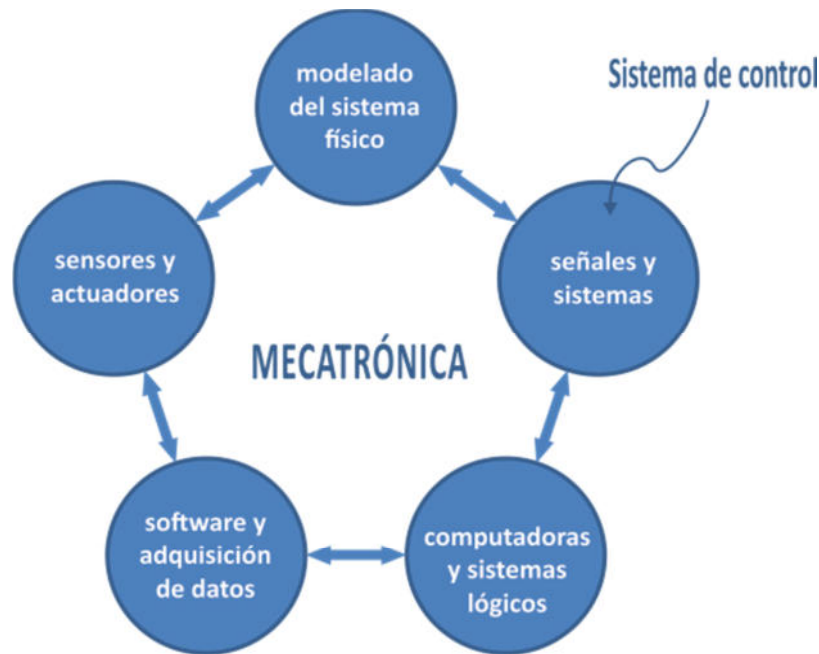 modelado
del sistema
físico
Sistema de control
sensores y
actuadores
señales y
sistemas
MECATRÓNICA
software y
adquisición
de datos
computadoras
y sistemas
lógicos